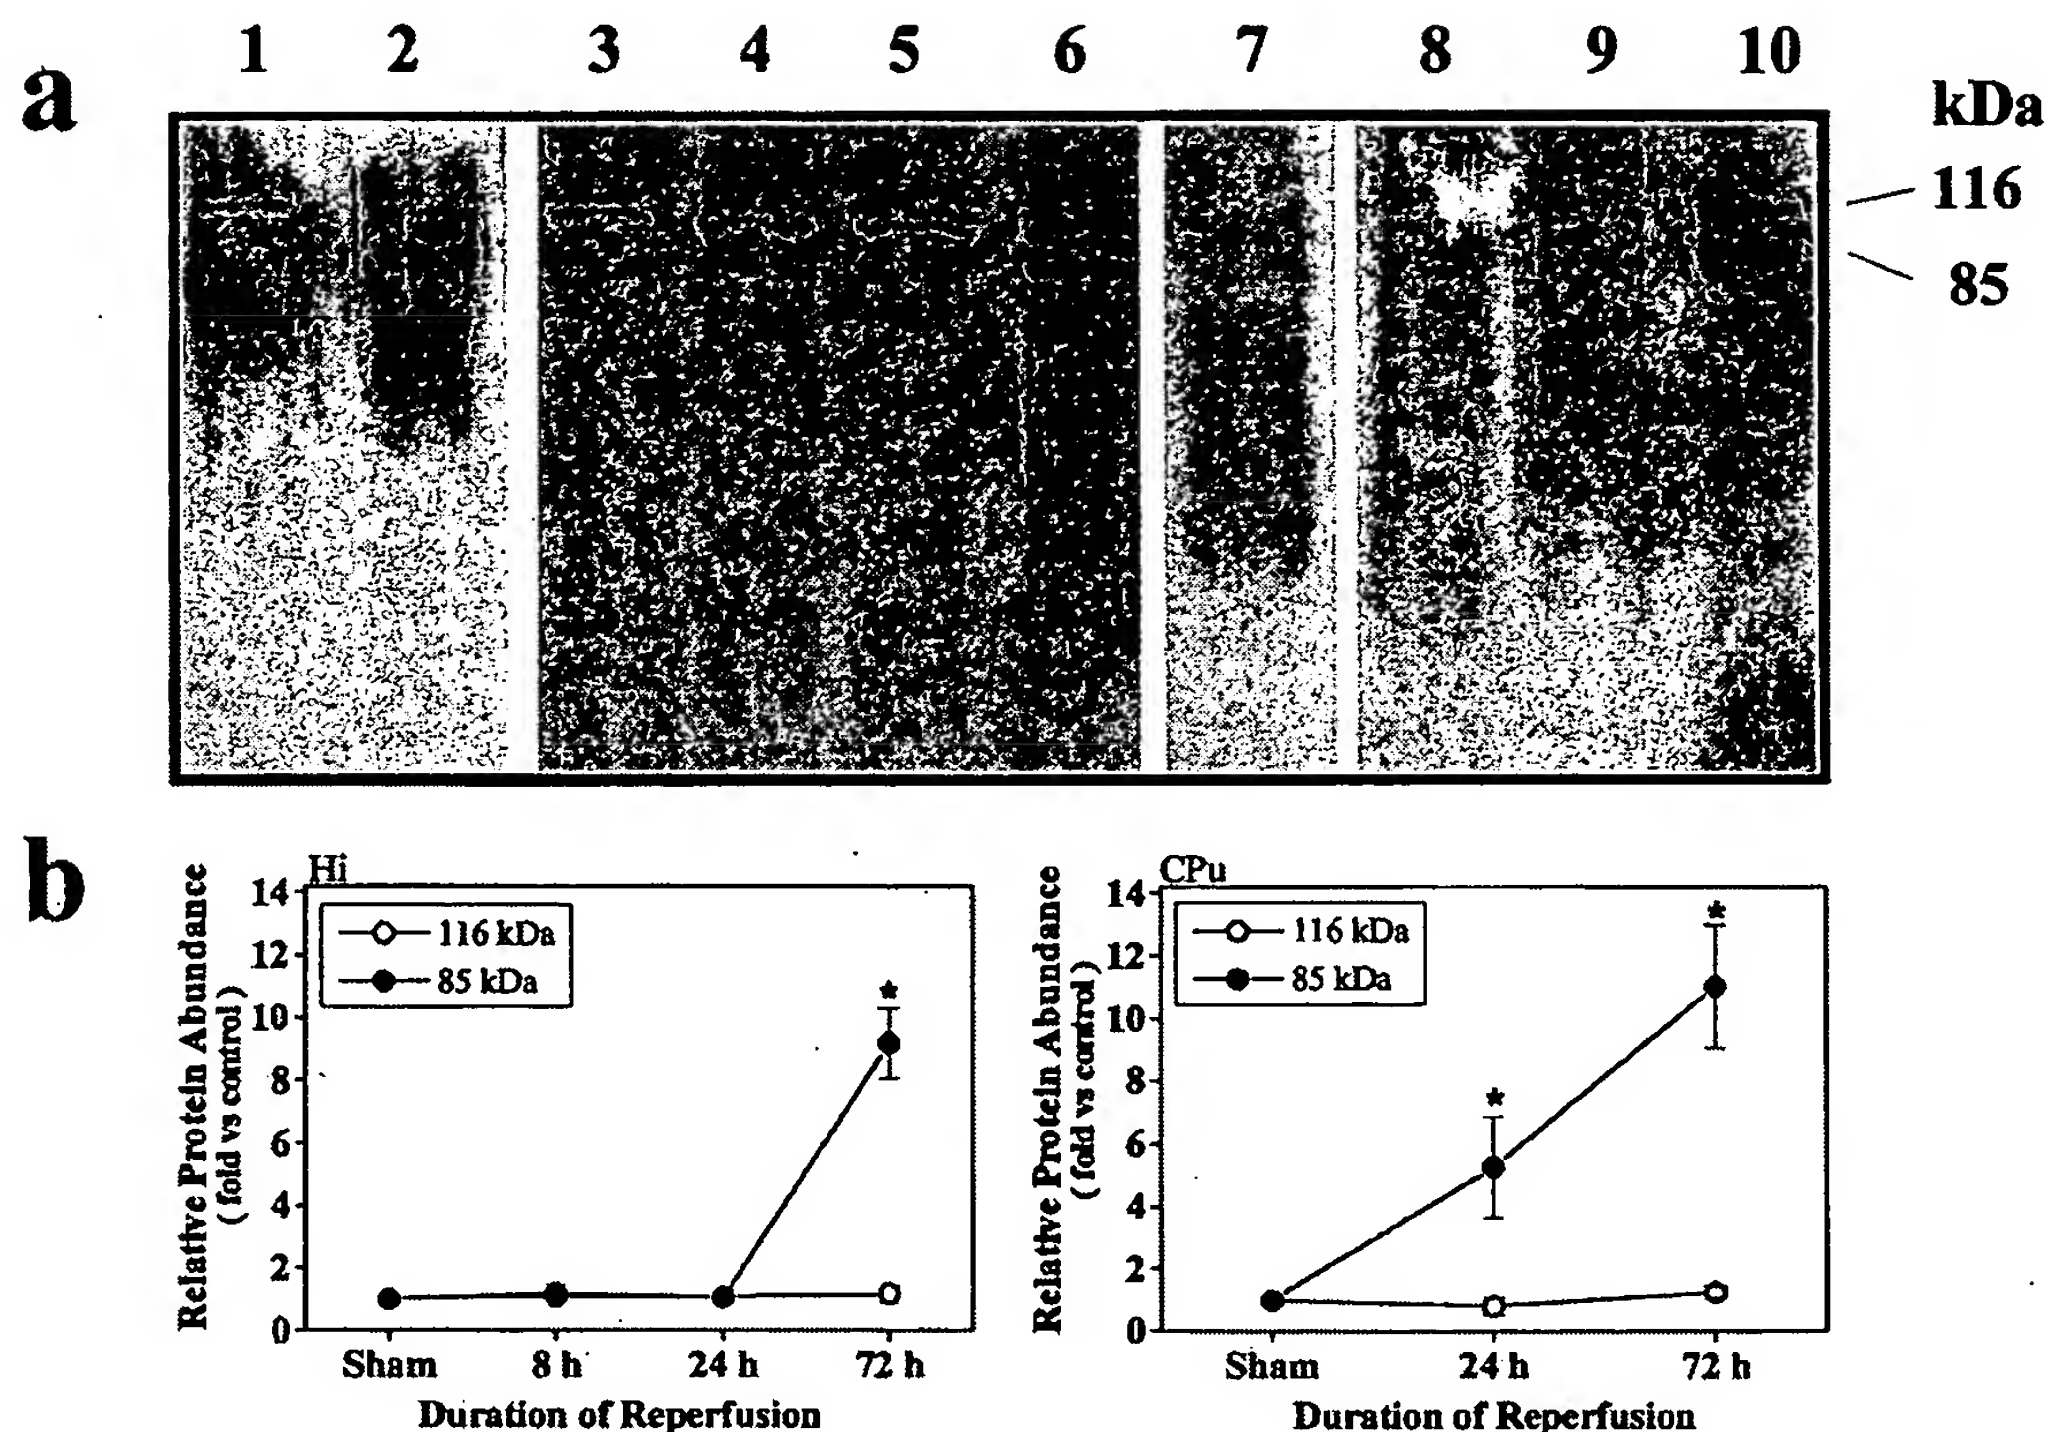 1 2 3 4 5 6 7 8 9 10
a
kDa
116
85
b
Hi
14
12
10
8
6
4
2
0
Relative Protein Abundance
( fold vs control )
116 kDa
85 kDa
*
Sham 8 h 24 h 72 h
Duration of Reperfusion
CPu
14
12
10
8
6
4
2
0
Relative Protein Abundance
( fold vs control )
116 kDa
85 kDa
*
*
Sham 24 h 72 h
Duration of Reperfusion